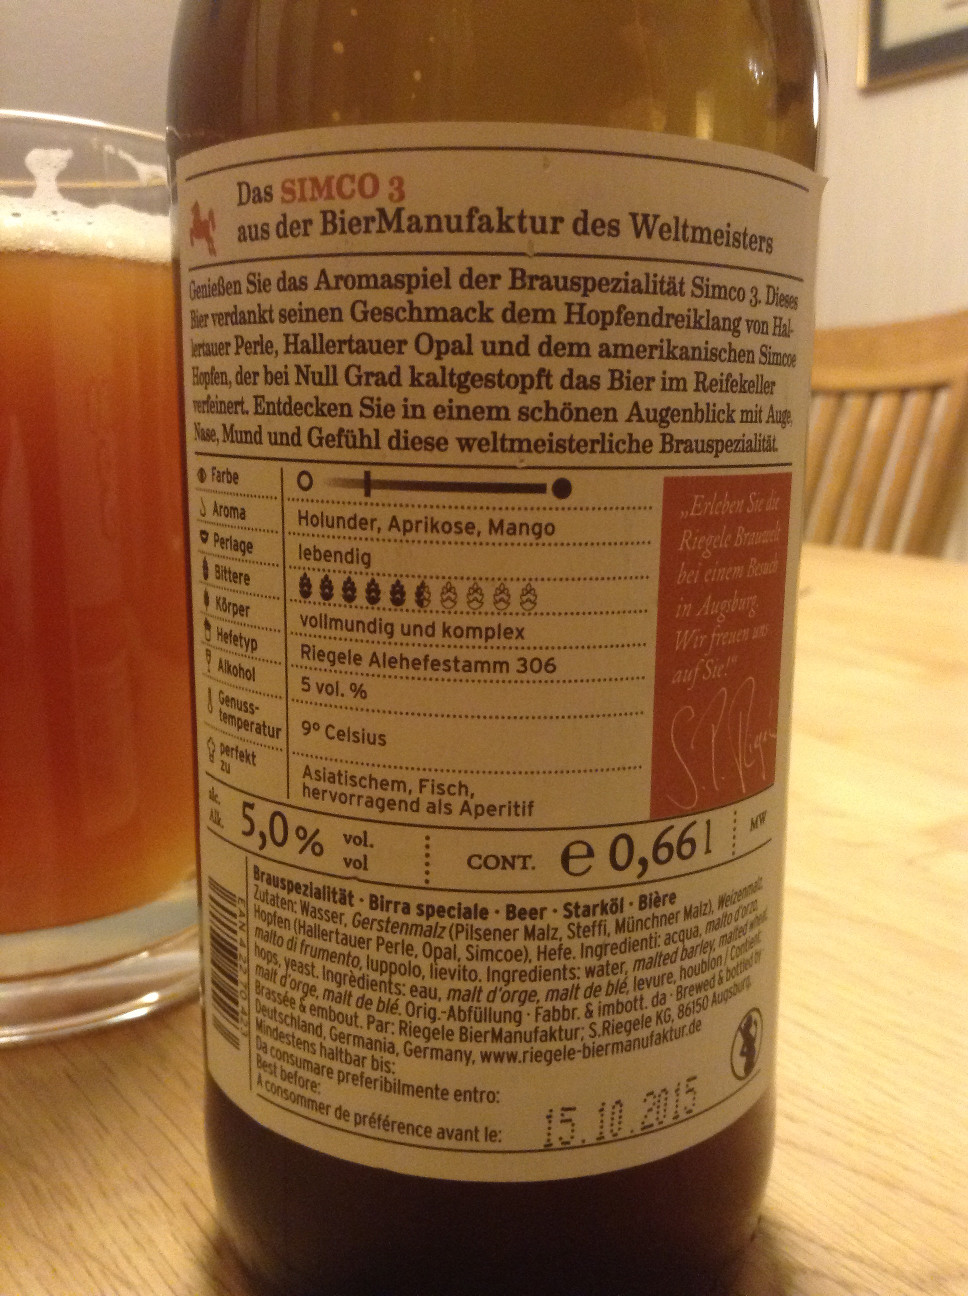 Das SIMCO 3
aus der BierManufaktur des Weltmeisters
Genießen Sie das Aromaspiel der Brauspezialität Simco 3. Dieses
Bier verdankt seinen Geschmack dem Hopfendreiklang von Hal-
lertauer Perle, Hallertauer Opal und dem amerikanischen Simcoe
Hopfen, der bei Null Grad kaltgestopft das Bier im Reifekeller
verfeinert. Entdecken Sie in einem schönen Augenblick mit Auge,
Nase, Mund und Gefühl diese weltmeisterliche Brauspezialität.
Farbe
Aroma Holunder, Aprikose, Mango
Perlage lebendig
Bittere
Körper vollmundig und komplex
Hefetyp Riegele Alehefestamm 306
Alkohol 5 vol. %
Genuss-
temperatur 9° Celsius
perfekt
zu
Asiatischem, Fisch,
hervorragend als Aperitif
„Erleben Sie die
Riegele Brauwelt
bei einem Besuch
in Augsburg.
Wir freuen uns
auf Sie!"
alc.
Alk.
5,0% vol.
vol
CONT. e 0,66 l MW
Brauspezialität · Birra speciale · Beer · Starköl · Bière
Zutaten: Wasser, Gerstenmalz (Pilsener Malz, Steffi, Münchner Malz), Weizenmalz,
Hopfen (Hallertauer Perle, Opal, Simcoe), Hefe. Ingredienti: acqua, malto d'orzo,
malto di frumento, luppolo, lievito. Ingredients: water, malted barley, malted wheat,
hops, yeast. Ingrèdients: eau, malt d'orge, malt de blé, levure, houblon / Contient:
malt d'orge, malt de blé. Orig.-Abfüllung · Fabbr. & imbott. da · Brewed & bottled by
Brassée & embout. Par: Riegele BierManufaktur; S.Riegele KG, 86150 Augsburg,
Deutschland, Germania, Germany, www.riegele-biermanufaktur.de
Mindestens haltbar bis:
Da consumare preferibilmente entro:
Best before:
A consommer de préférence avant le:
15.10.2015